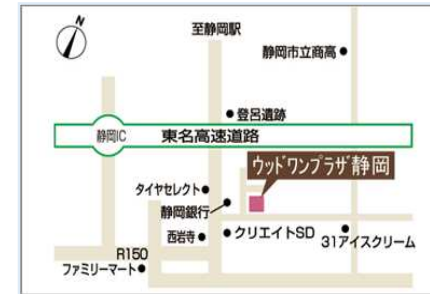 N
至静岡駅
静岡市立商高
登呂遺跡
静岡IC
東名高速道路
ウッドワンプラザ静岡
タイヤセレクト
静岡銀行
西岩寺
クリエイトSD
31アイスクリーム
R150
ファミリーマート